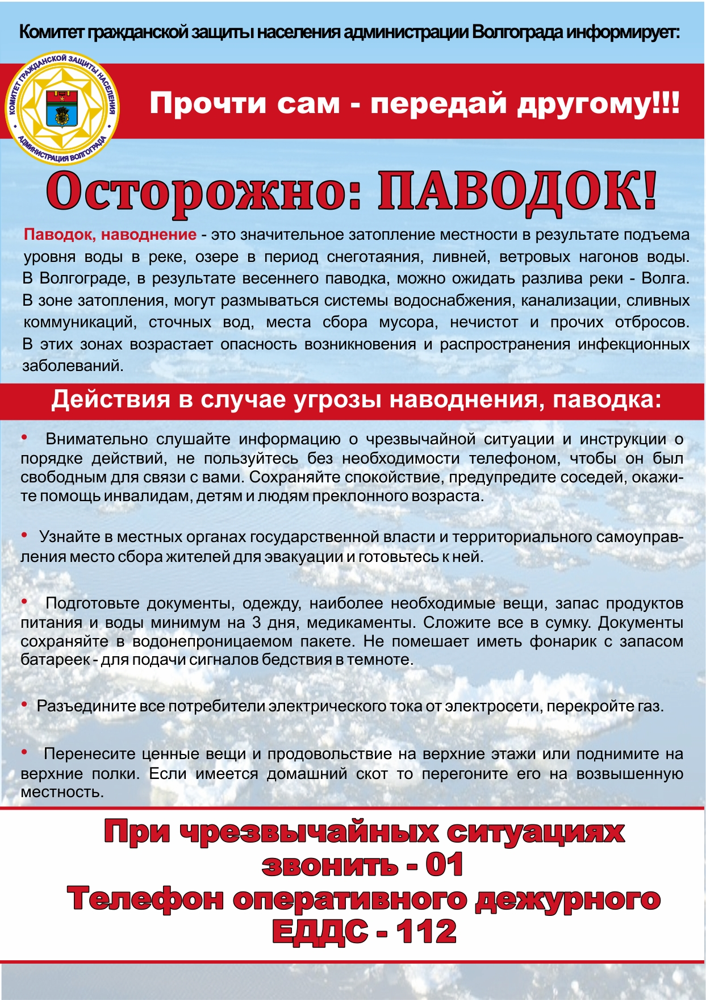 Комитет гражданской защиты населения администрации Волгограда информирует:
КОМИТЕТ ГРАЖДАНСКОЙ ЗАЩИТЫ НАСЕЛЕНИЯ
• АДМИНИСТРАЦИЯ ВОЛГОГРАДА •
Прочти сам - передай другому!!!
Осторожно: ПАВОДОК!
Паводок, наводнение - это значительное затопление местности в результате подъема
уровня воды в реке, озере в период снеготаяния, ливней, ветровых нагонов воды.
В Волгограде, в результате весеннего паводка, можно ожидать разлива реки - Волга.
В зоне затопления, могут размываться системы водоснабжения, канализации, сливных
коммуникаций, сточных вод, места сбора мусора, нечистот и прочих отбросов.
В этих зонах возрастает опасность возникновения и распространения инфекционных
заболеваний.
Действия в случае угрозы наводнения, паводка:
• Внимательно слушайте информацию о чрезвычайной ситуации и инструкции о
порядке действий, не пользуйтесь без необходимости телефоном, чтобы он был
свободным для связи с вами. Сохраняйте спокойствие, предупредите соседей, окажи-
те помощь инвалидам, детям и людям преклонного возраста.
• Узнайте в местных органах государственной власти и территориального самоуправ-
ления место сбора жителей для эвакуации и готовьтесь к ней.
• Подготовьте документы, одежду, наиболее необходимые вещи, запас продуктов
питания и воды минимум на 3 дня, медикаменты. Сложите все в сумку. Документы
сохраняйте в водонепроницаемом пакете. Не помешает иметь фонарик с запасом
батареек - для подачи сигналов бедствия в темноте.
• Разъедините все потребители электрического тока от электросети, перекройте газ.
• Перенесите ценные вещи и продовольствие на верхние этажи или поднимите на
верхние полки. Если имеется домашний скот то перегоните его на возвышенную
местность.
При чрезвычайных ситуациях
звонить - 01
Телефон оперативного дежурного
ЕДДС - 112